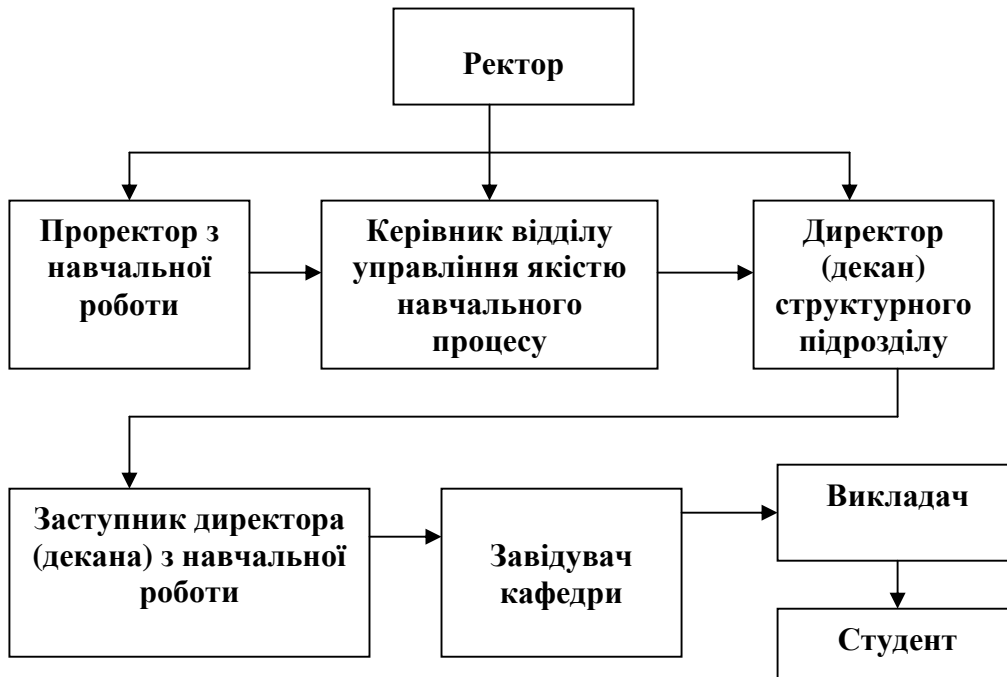 Ректор
Проректор з
навчальної
роботи
Керівник відділу
управління якістю
навчального
процесу
Директор
(декан)
структурного
підрозділу
Заступник директора
(декана) з навчальної
роботи
Завідувач
кафедри
Викладач
Студент